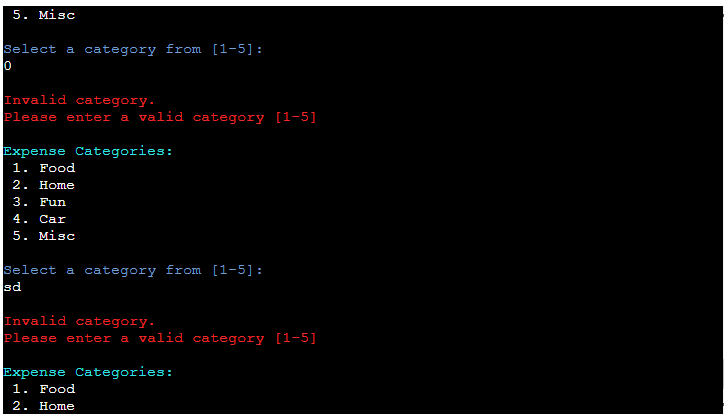 5. Misc
Select a category from [1-5]:
0
Invalid category.
Please enter a valid category [1-5]
Expense Categories:
1. Food
2. Home
3. Fun
4. Car
5. Misc
Select a category from [1-5]:
sd
Invalid category.
Please enter a valid category [1-5]
Expense Categories:
1. Food
2. Home